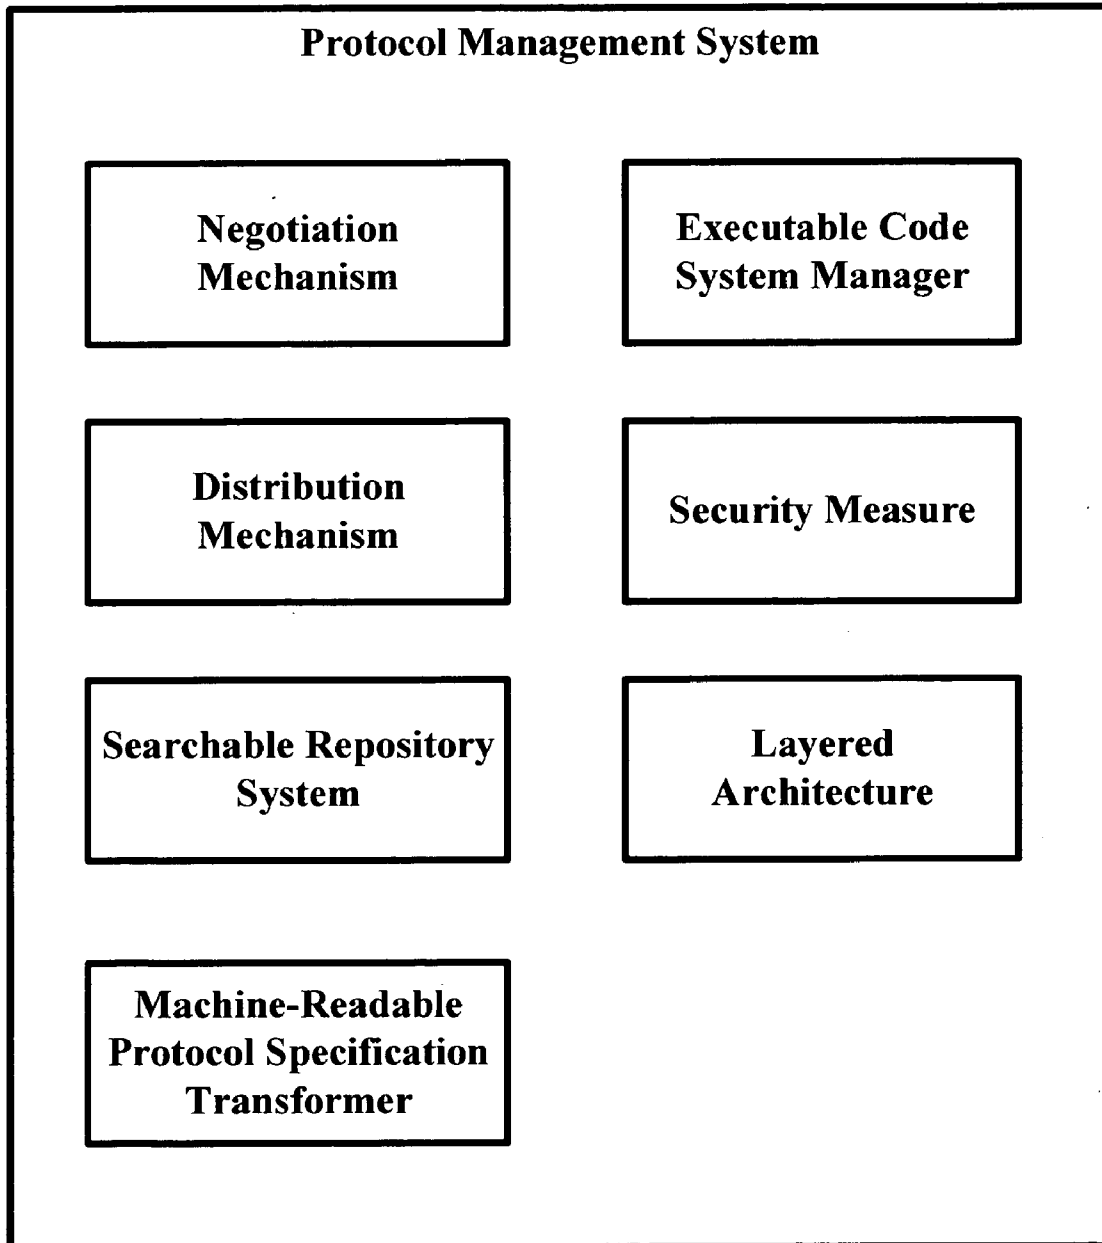 Protocol Management System
Negotiation
Mechanism
Executable Code
System Manager
Distribution
Mechanism
Security Measure
Searchable Repository
System
Layered
Architecture
Machine-Readable
Protocol Specification
Transformer